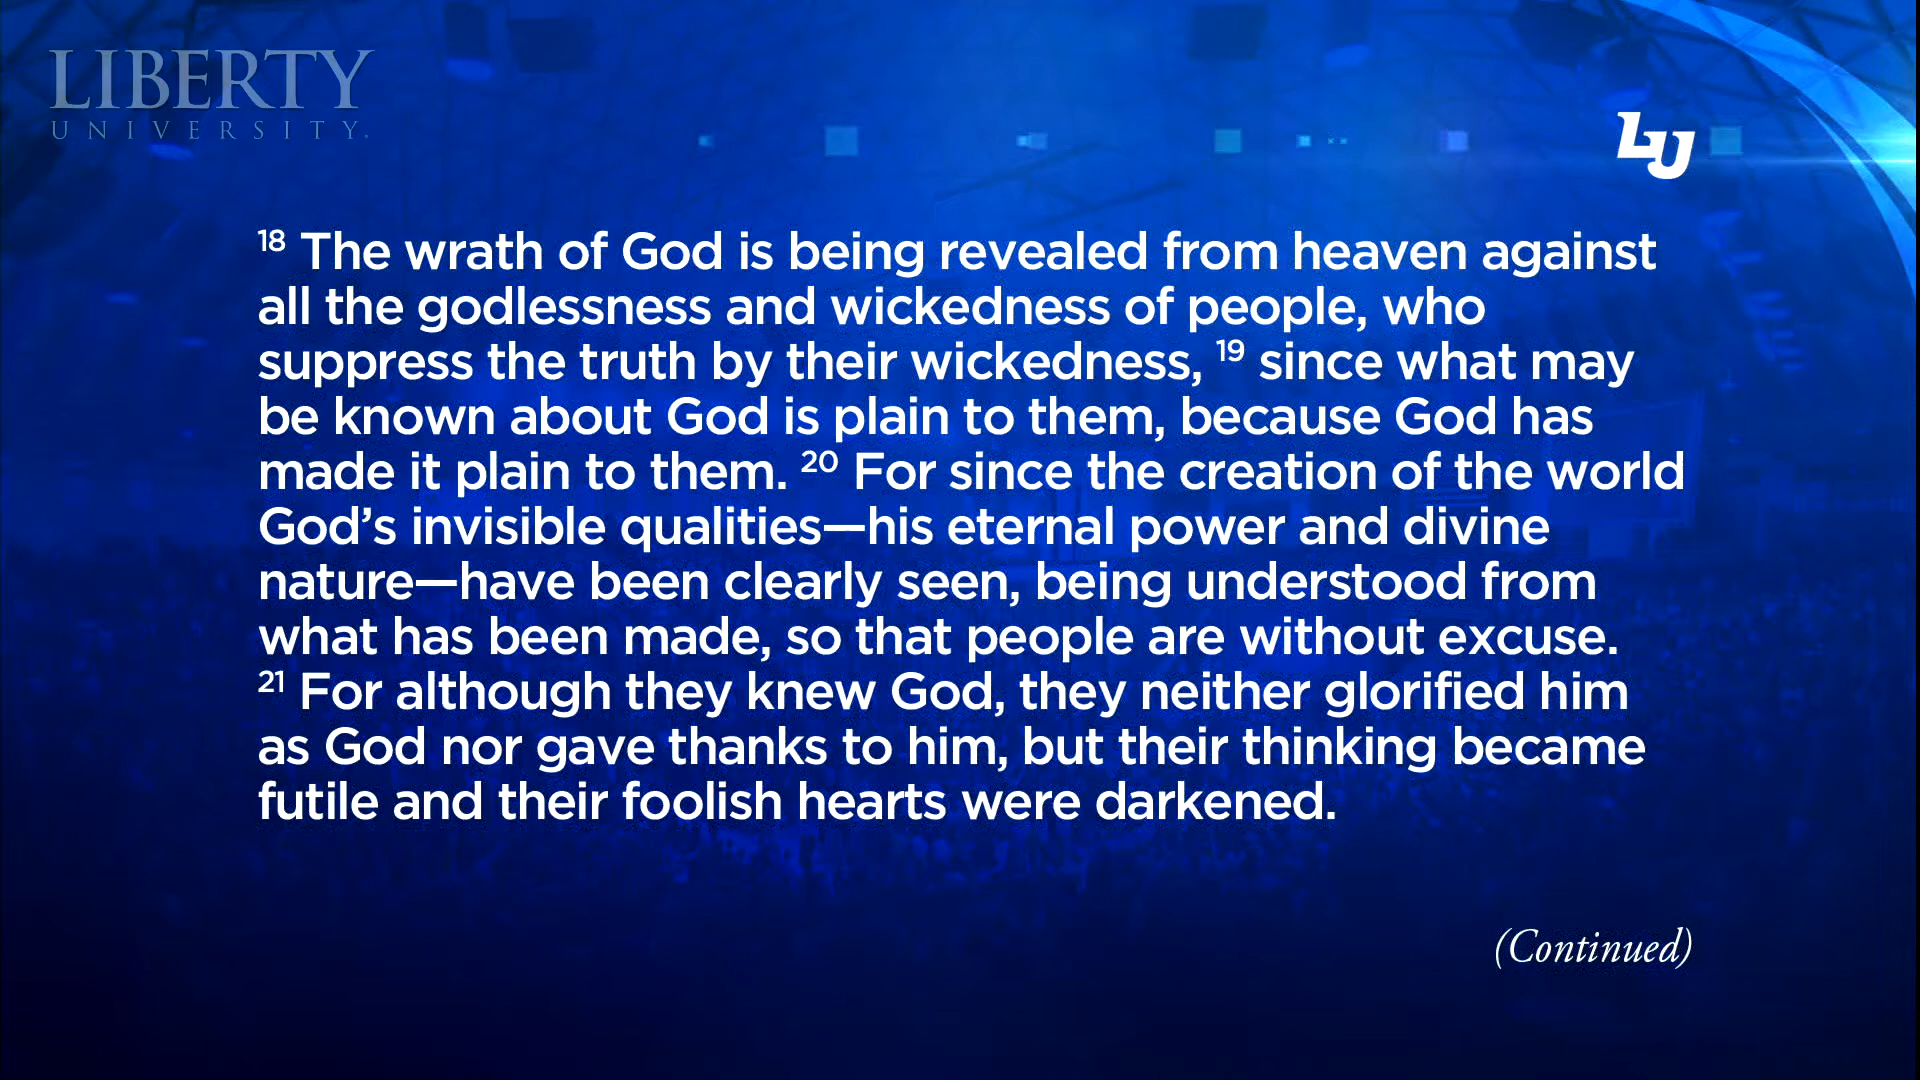 LIBERTY
UNIVERSITY.
LU
18 The wrath of God is being revealed from heaven against
all the godlessness and wickedness of people, who
suppress the truth by their wickedness, 19 since what may
be known about God is plain to them, because God has
made it plain to them. 20 For since the creation of the world
God’s invisible qualities—his eternal power and divine
nature—have been clearly seen, being understood from
what has been made, so that people are without excuse.
21 For although they knew God, they neither glorified him
as God nor gave thanks to him, but their thinking became
futile and their foolish hearts were darkened.
(Continued)